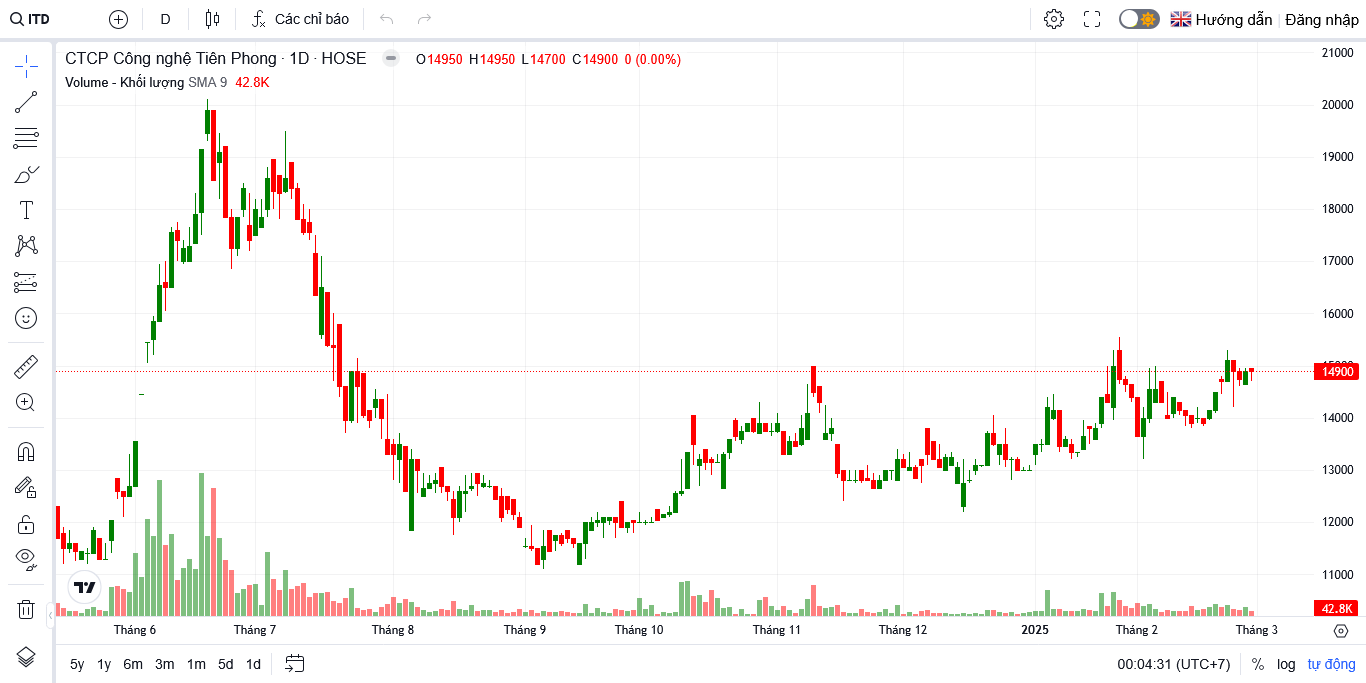 ITD D Các chỉ báo Hướng dẫn Đăng nhập
CTCP Công nghệ Tiên Phong · 1D · HOSE O14950 H14950 L14700 C14900 0 (0.00%)
Volume - Khối lượng SMA 9 42.8K
21000
20000
19000
18000
17000
16000
15000
14900
14000
13000
12000
11000
42.8K
Tháng 6 Tháng 7 Tháng 8 Tháng 9 Tháng 10 Tháng 11 Tháng 12 2025 Tháng 2 Tháng 3
5y 1y 6m 3m 1m 5d 1d 00:04:31 (UTC+7) % log tự động